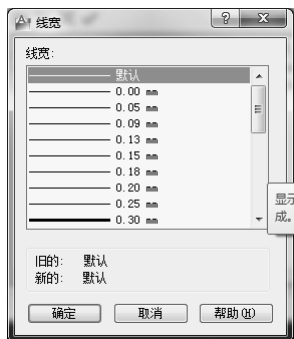 线宽
线宽:
默认
0.00 mm
0.05 mm
0.09 mm
0.13 mm
0.15 mm
0.18 mm
0.20 mm
0.25 mm
0.30 mm
显示
成。
旧的: 默认
新的: 默认
确定 取消 帮助(H)